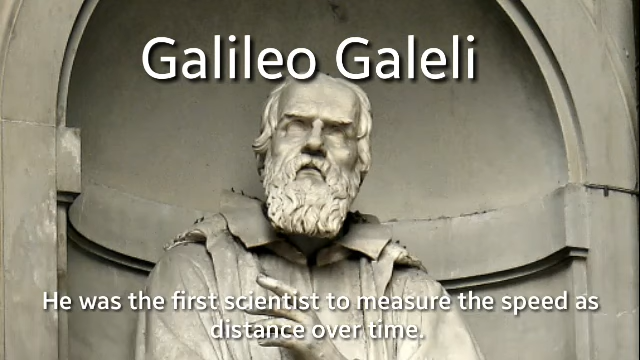 Galileo Galeli
He was the first scientist to measure the speed as
distance over time.